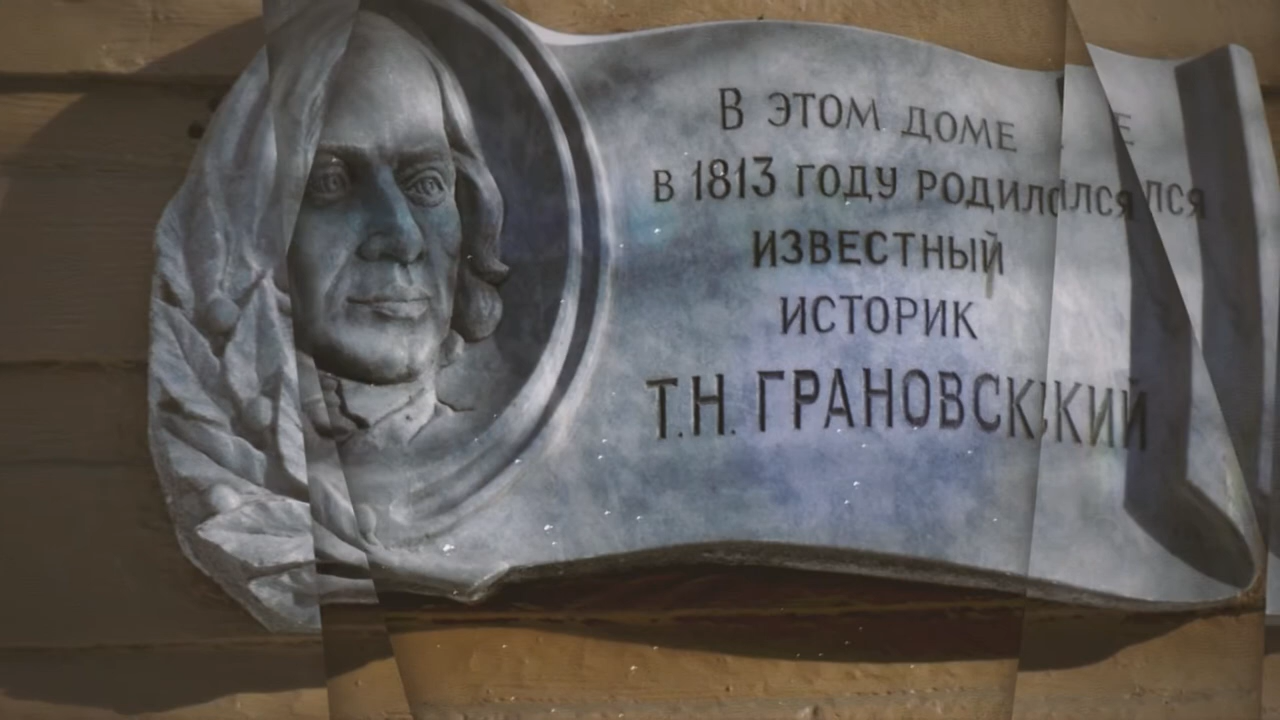 В ЭТОМ ДОМЕ
В 1813 ГОДУ РОДИЛСЯ
ИЗВЕСТНЫЙ
ИСТОРИК
Т.Н. ГРАНОВСКИЙ